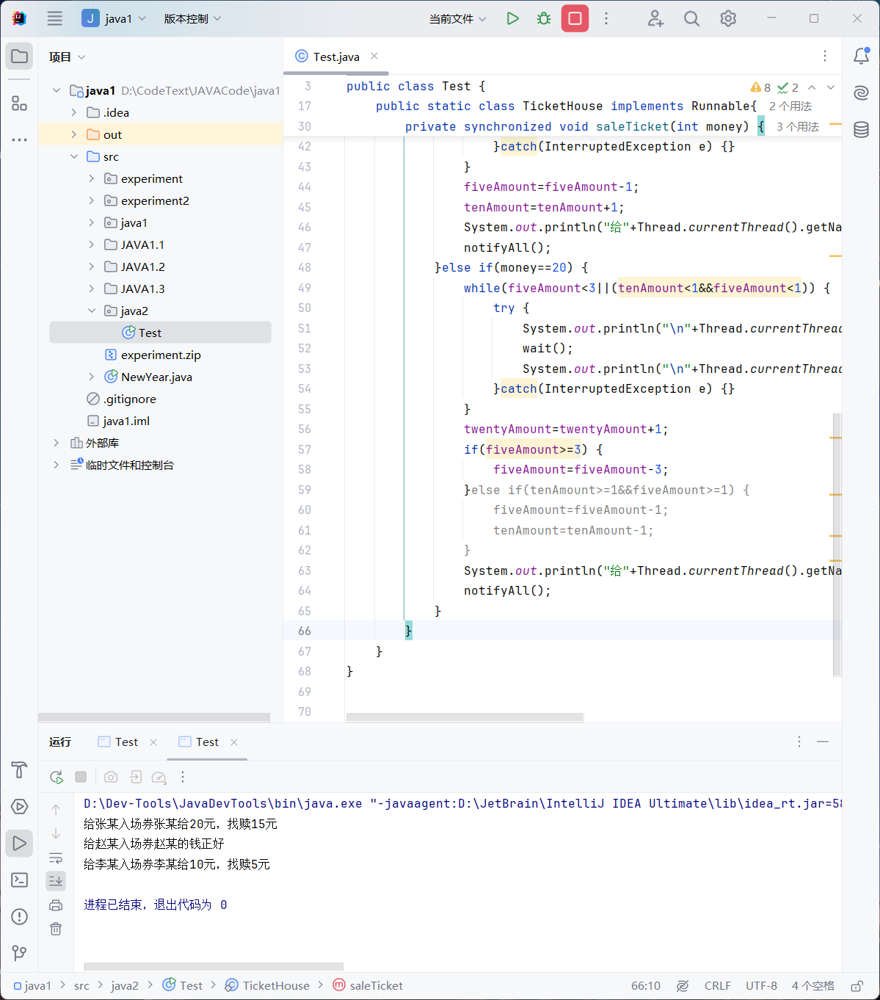 J java1 版本控制 当前文件
项目
Test.java
java1 D:\CodeText\JAVACode\java1
.idea
out
src
experiment
experiment2
java1
JAVA1.1
JAVA1.2
JAVA1.3
java2
Test
experiment.zip
NewYear.java
.gitignore
java1.iml
外部库
临时文件和控制台
3 public class Test { 8 2
17 public static class TicketHouse implements Runnable{ 2 个用法
30 private synchronized void saleTicket(int money) { 3 个用法
42 }catch(InterruptedException e) {}
43 }
44 fiveAmount=fiveAmount-1;
45 tenAmount=tenAmount+1;
46 System.out.println("给"+Thread.currentThread().getNa
47 notifyAll();
48 }else if(money==20) {
49 while(fiveAmount<3||(tenAmount<1&&fiveAmount<1)) {
50 try {
51 System.out.println("\n"+Thread.currentThread
52 wait();
53 System.out.println("\n"+Thread.currentThread
54 }catch(InterruptedException e) {}
55 }
56 twentyAmount=twentyAmount+1;
57 if(fiveAmount>=3) {
58 fiveAmount=fiveAmount-3;
59 }else if(tenAmount>=1&&fiveAmount>=1) {
60 fiveAmount=fiveAmount-1;
61 tenAmount=tenAmount-1;
62 }
63 System.out.println("给"+Thread.currentThread().getNa
64 notifyAll();
65 }
66 }
67 }
68 }
69
70
运行 Test Test
D:\Dev-Tools\JavaDevTools\bin\java.exe "-javaagent:D:\JetBrain\IntelliJ IDEA Ultimate\lib\idea_rt.jar=58
给张某入场券张某给20元，找赎15元
给赵某入场券赵某的钱正好
给李某入场券李某给10元，找赎5元
进程已结束，退出代码为 0
java1 src java2 Test TicketHouse saleTicket 66:10 CRLF UTF-8 4 个空格